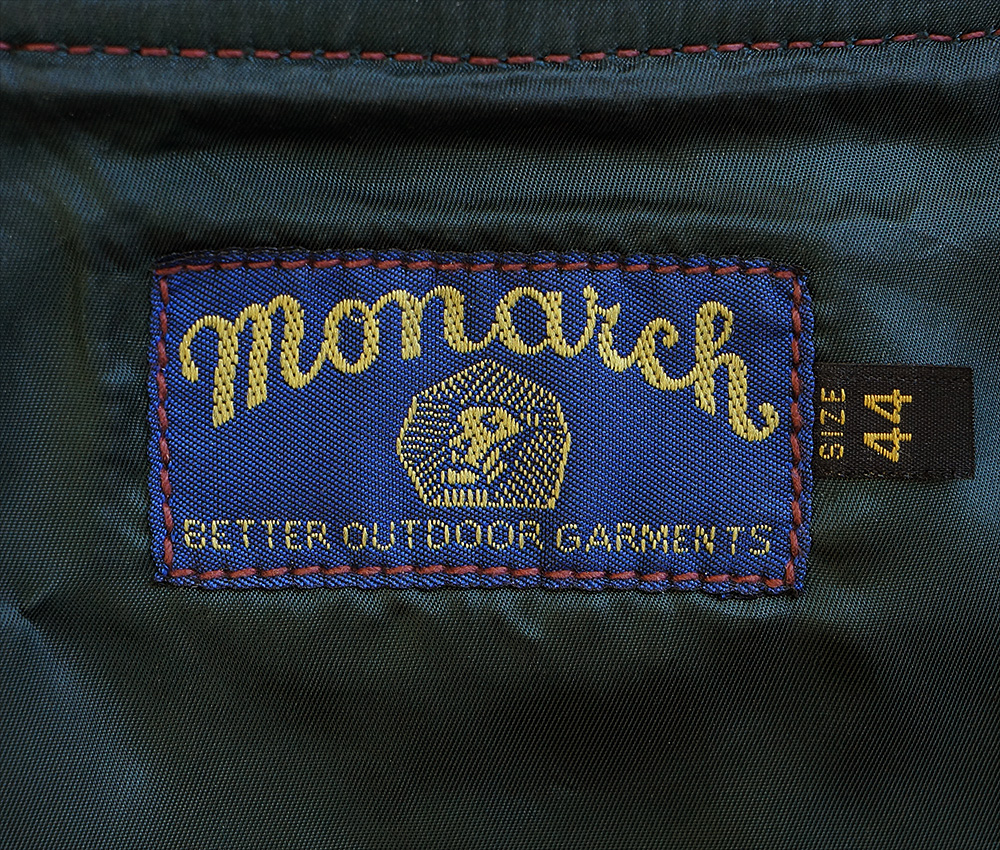 monarch
BETTER OUTDOOR GARMENTS
SIZE
44